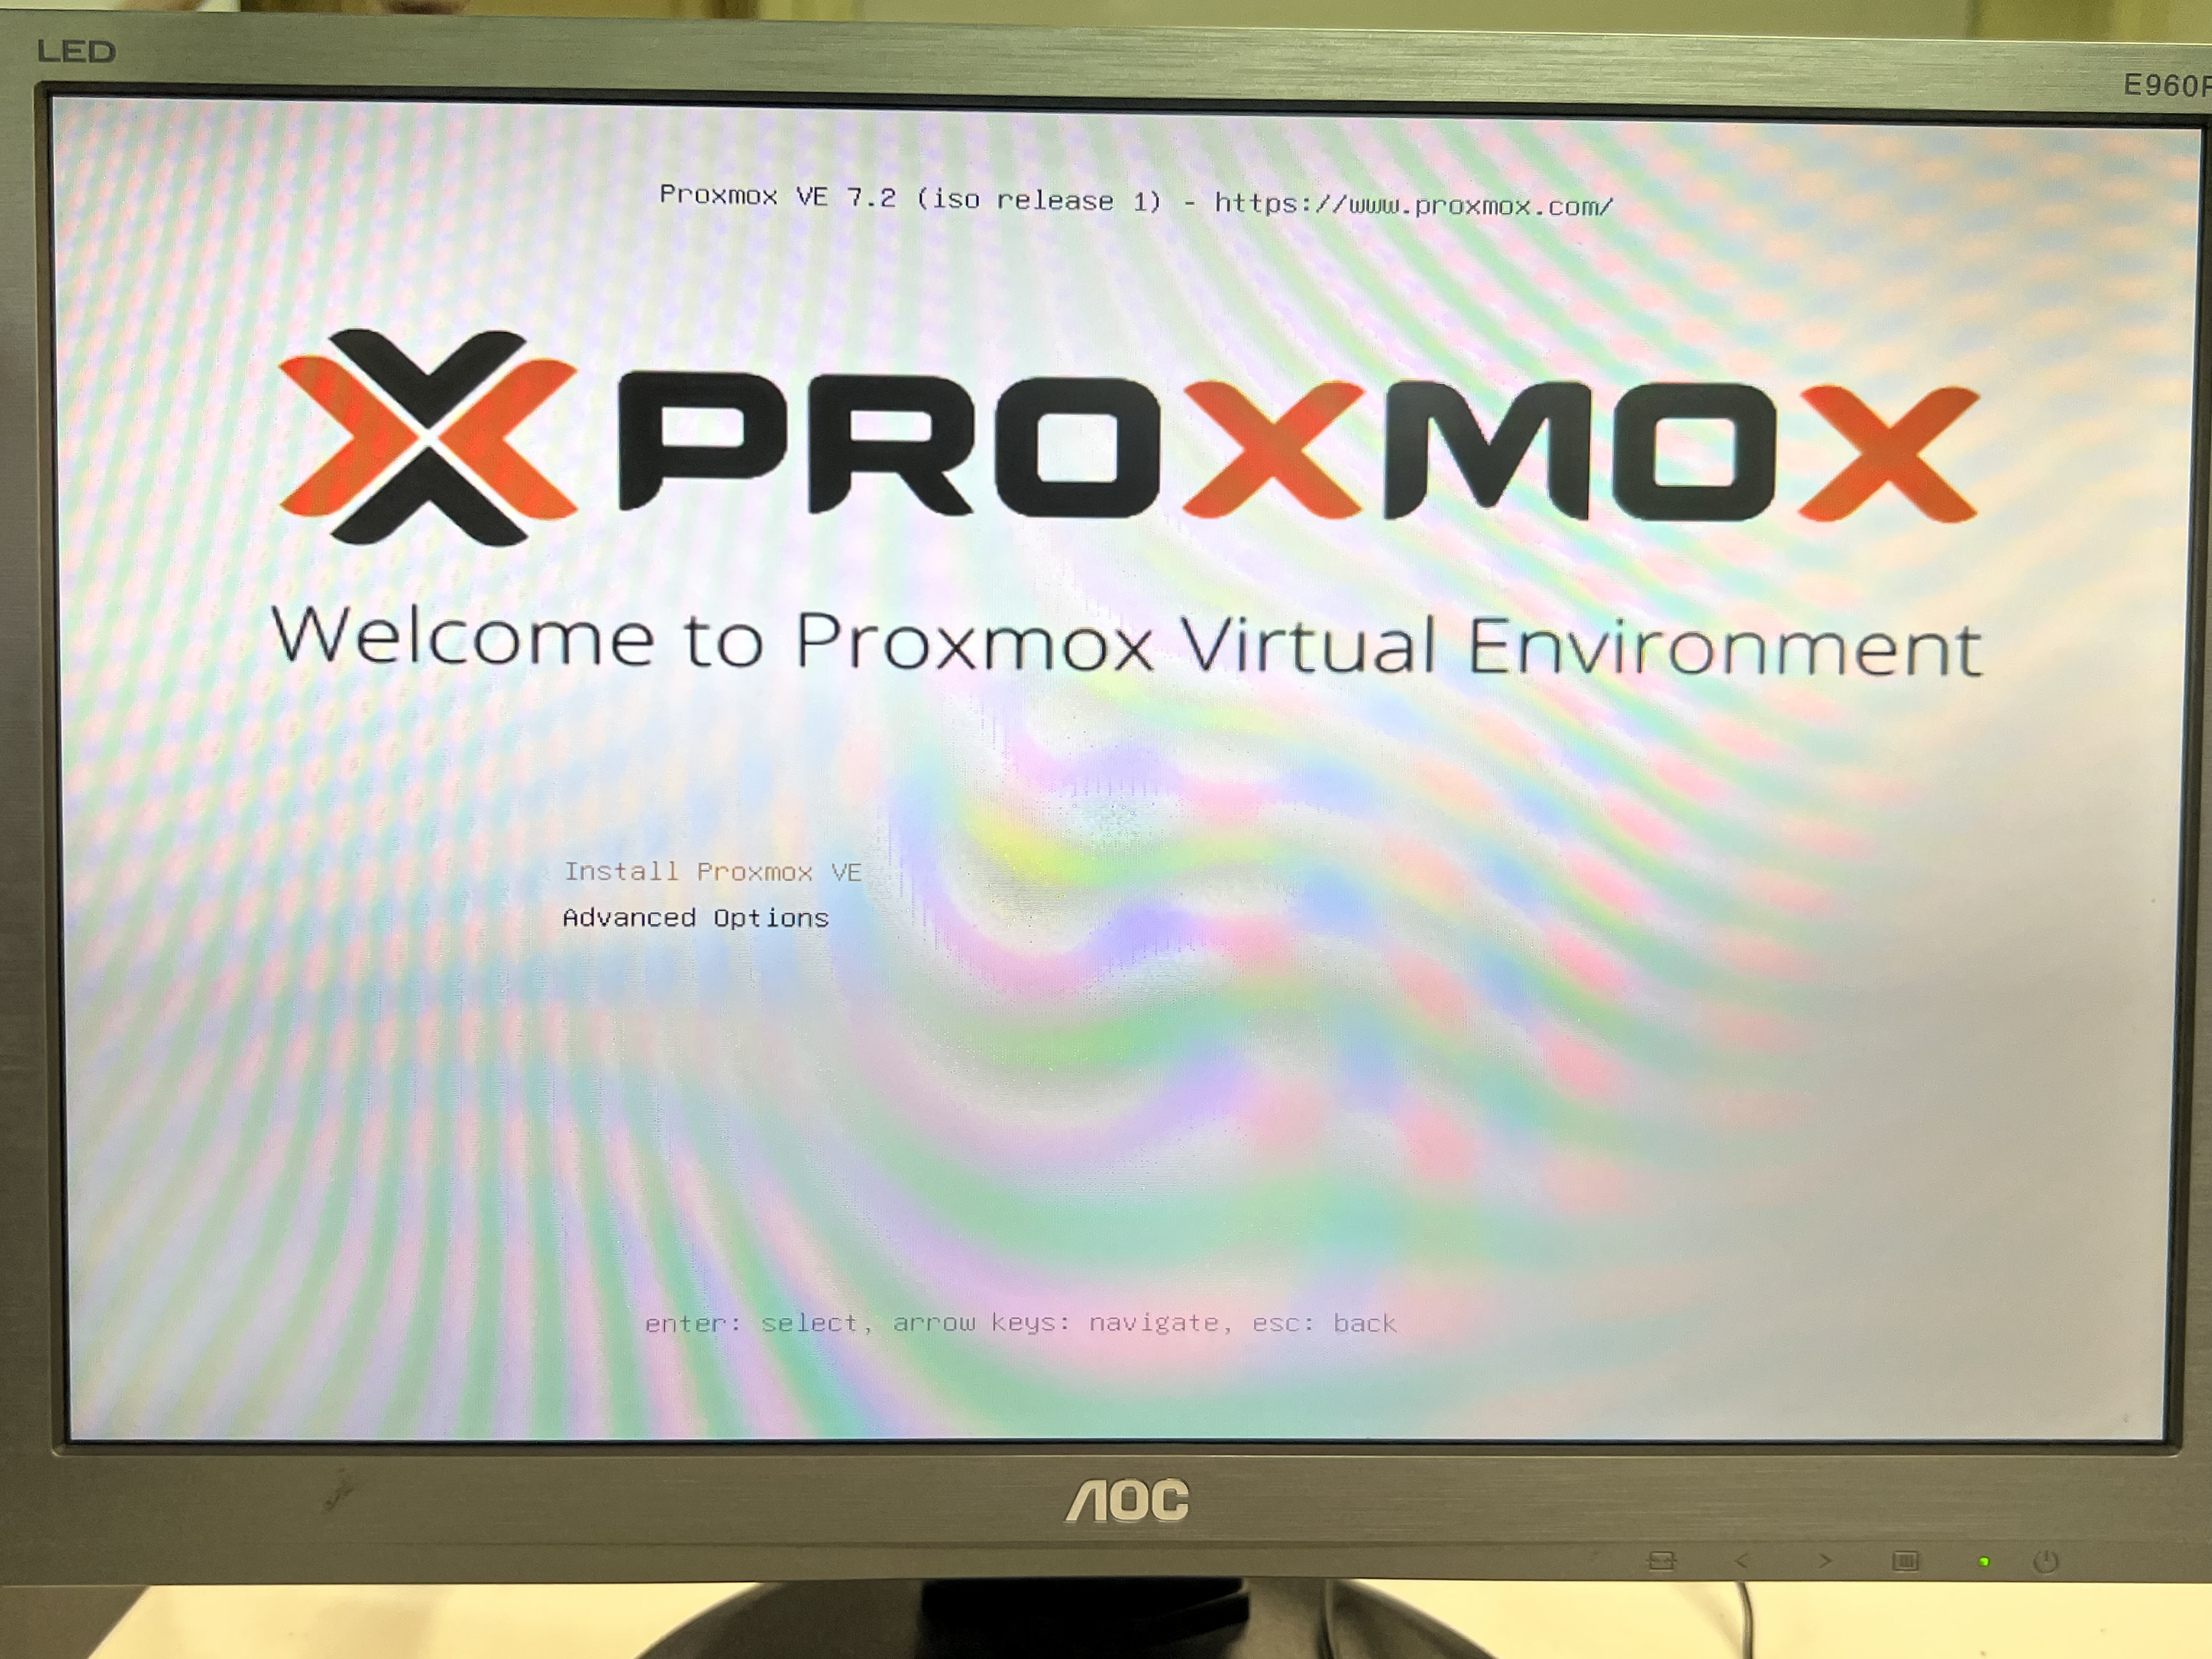 LED
E960
Proxmox VE 7.2 (iso release 1) - https://www.proxmox.com/
PROXMOX
Welcome to Proxmox Virtual Environment
Install Proxmox VE
Advanced Options
enter: select, arrow keys: navigate, esc: back
AOC